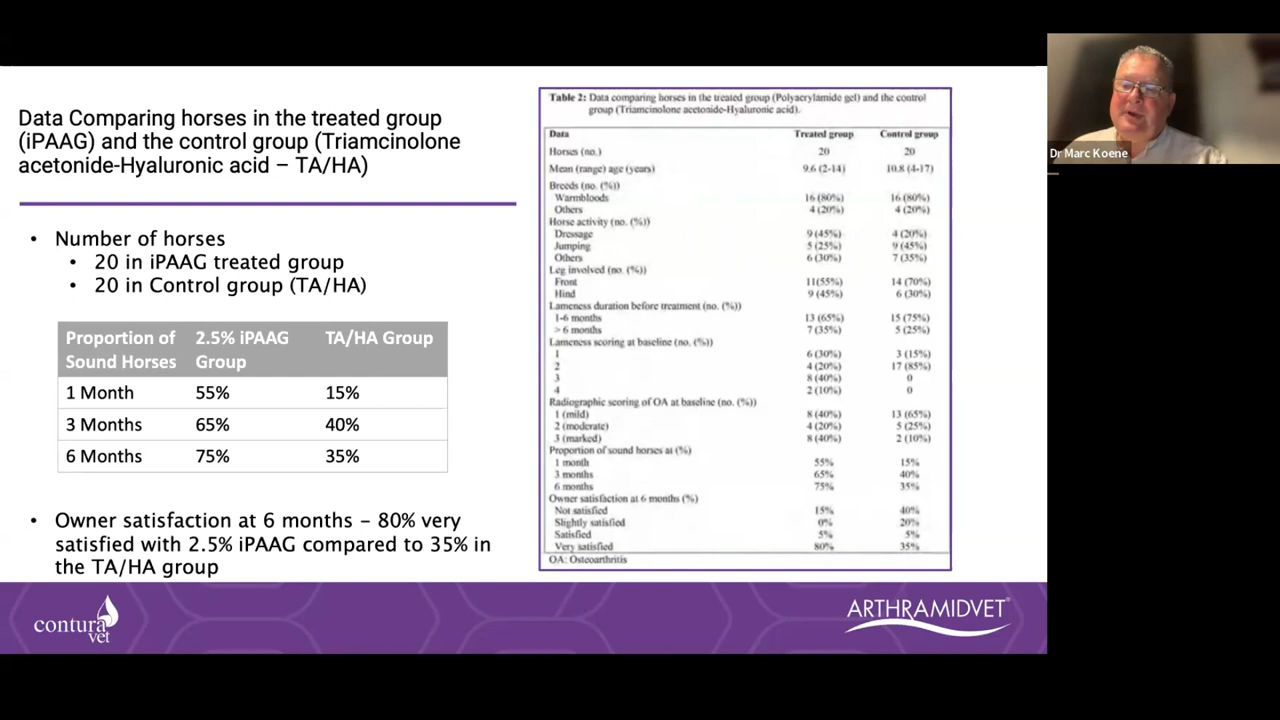 Data Comparing horses in the treated group
(iPAAG) and the control group (Triamcinolone
acetonide-Hyaluronic acid – TA/HA)
• Number of horses
• 20 in iPAAG treated group
• 20 in Control group (TA/HA)
Proportion of Sound Horses 2.5% iPAAG Group TA/HA Group
1 Month 55% 15%
3 Months 65% 40%
6 Months 75% 35%
• Owner satisfaction at 6 months – 80% very
satisfied with 2.5% iPAAG compared to 35% in
the TA/HA group
Table 2: Data comparing horses in the treated group (Polyacrylamide gel) and the control
group (Triamcinolone acetonide-Hyaluronic acid).
Data Treated group Control group
Horses (no.) 20 20
Mean (range) age (years) 9.6 (2-14) 10.8 (4-17)
Breeds (no. (%))
Warmbloods 16 (80%) 16 (80%)
Others 4 (20%) 4 (20%)
Horse activity (no. (%))
Dressage 9 (45%) 4 (20%)
Jumping 5 (25%) 9 (45%)
Others 6 (30%) 7 (35%)
Leg involved (no. (%))
Front 11(55%) 14 (70%)
Hind 9 (45%) 6 (30%)
Lameness duration before treatment (no. (%))
1-6 months 13 (65%) 15 (75%)
> 6 months 7 (35%) 5 (25%)
Lameness scoring at baseline (no. (%))
1 6 (30%) 3 (15%)
2 4 (20%) 17 (85%)
3 8 (40%) 0
4 2 (10%) 0
Radiographic scoring of OA at baseline (no. (%))
1 (mild) 8 (40%) 13 (65%)
2 (moderate) 4 (20%) 5 (25%)
3 (marked) 8 (40%) 2 (10%)
Proportion of sound horses at (%)
1 month 55% 15%
3 months 65% 40%
6 months 75% 35%
Owner satisfaction at 6 months (%)
Not satisfied 15% 40%
Slightly satisfied 0% 20%
Satisfied 5% 5%
Very satisfied 80% 35%
OA: Osteoarthritis
contura
vet
ARTHRAMIDVET®
Dr Marc Koene